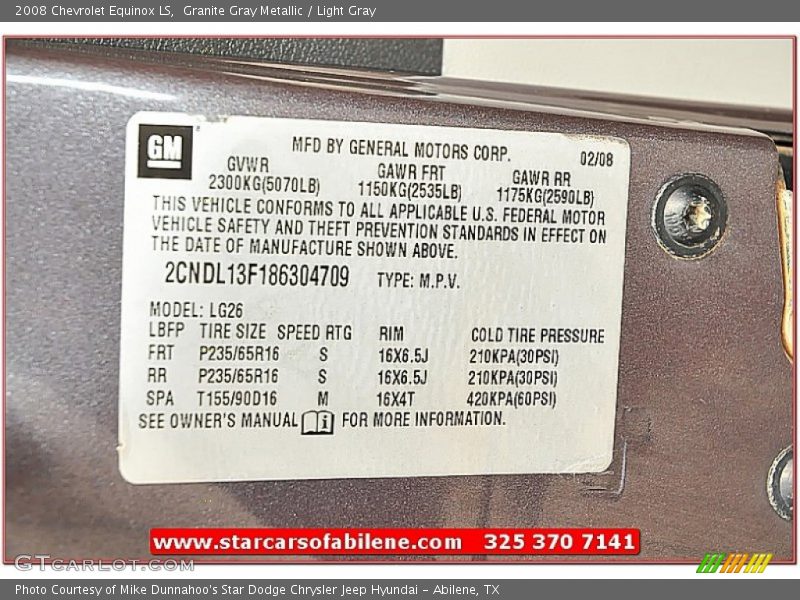 2008 Chevrolet Equinox LS,  Granite Gray Metallic / Light Gray
GM
MFD BY GENERAL MOTORS CORP. 02/08
GVWR GAWR FRT GAWR RR
2300KG(5070LB) 1150KG(2535LB) 1175KG(2590LB)
THIS VEHICLE CONFORMS TO ALL APPLICABLE U.S. FEDERAL MOTOR
VEHICLE SAFETY AND THEFT PREVENTION STANDARDS IN EFFECT ON
THE DATE OF MANUFACTURE SHOWN ABOVE.
2CNDL13F186304709 TYPE: M.P.V.
MODEL: LG26
LBFP TIRE SIZE SPEED RTG RIM COLD TIRE PRESSURE
FRT P235/65R16 S 16X6.5J 210KPA(30PSI)
RR P235/65R16 S 16X6.5J 210KPA(30PSI)
SPA T155/90D16 M 16X4T 420KPA(60PSI)
SEE OWNER'S MANUAL i FOR MORE INFORMATION.
www.starcarsofabilene.com 325 370 7141
GTCARLOT.COM
Photo Courtesy of Mike Dunnahoo's Star Dodge Chrysler Jeep Hyundai - Abilene, TX